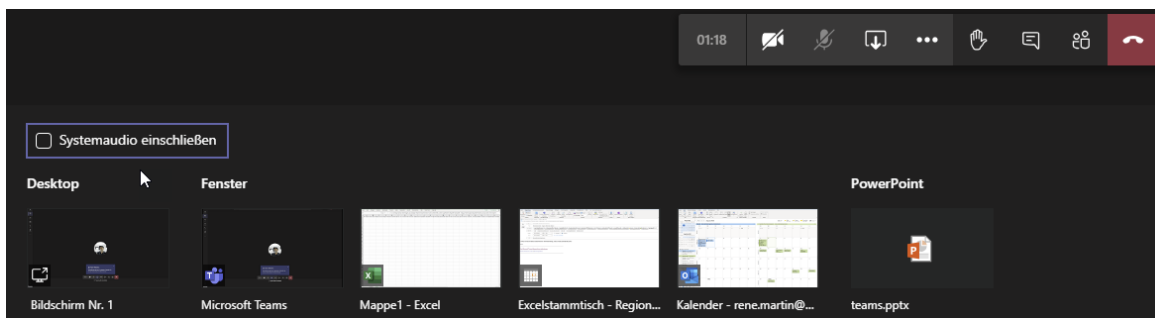 01:18
Systemaudio einschließen
Desktop
Fenster
PowerPoint
Bildschirm Nr. 1
Microsoft Teams
Mappe1 - Excel
Excelstammtisch - Region...
Kalender - rene.martin@...
teams.pptx